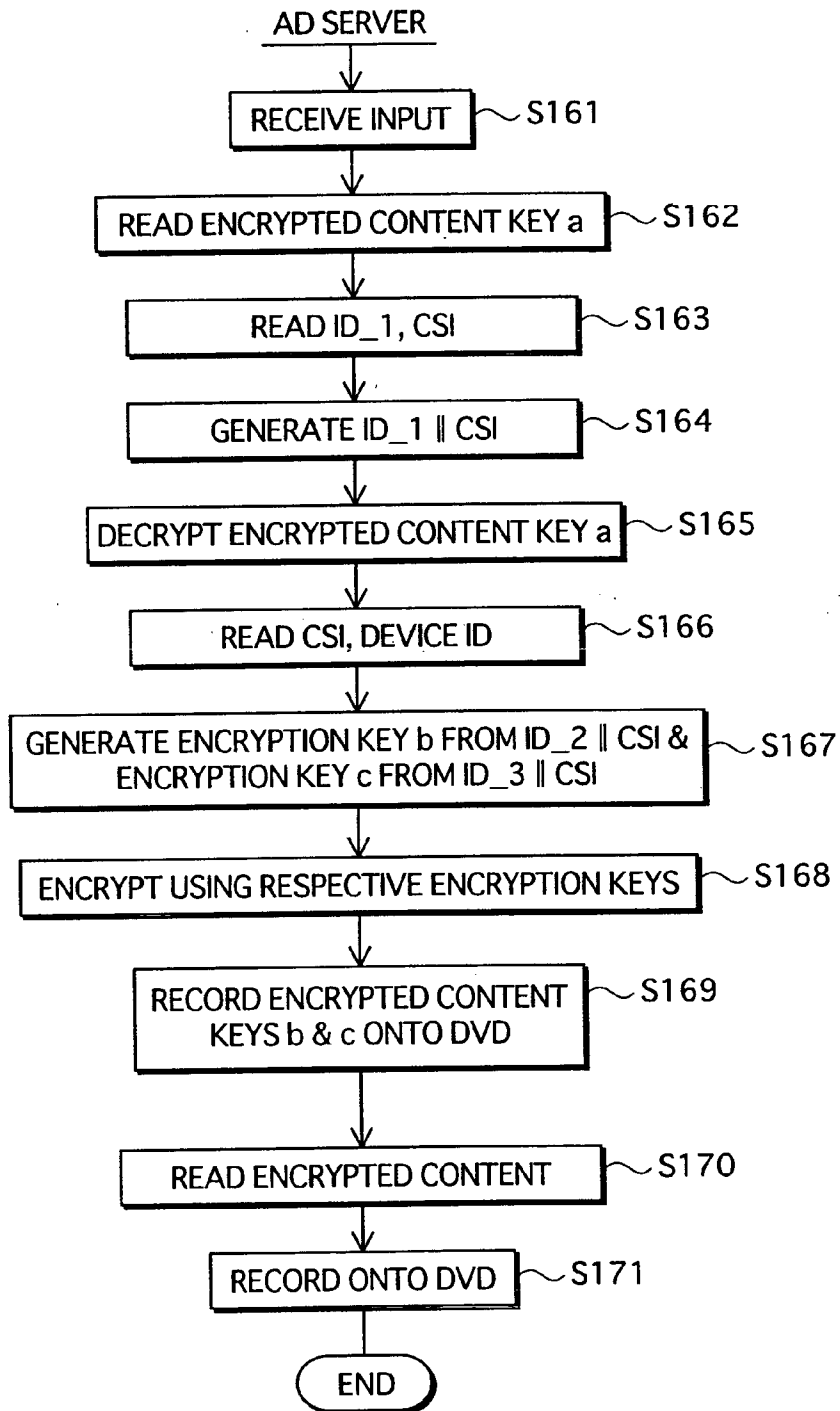 AD SERVER
RECEIVE INPUT
S161
READ ENCRYPTED CONTENT KEY a
S162
READ ID_1, CSI
S163
GENERATE ID_1 || CSI
S164
DECRYPT ENCRYPTED CONTENT KEY a
S165
READ CSI, DEVICE ID
S166
GENERATE ENCRYPTION KEY b FROM ID_2 || CSI &
ENCRYPTION KEY c FROM ID_3 || CSI
S167
ENCRYPT USING RESPECTIVE ENCRYPTION KEYS
S168
RECORD ENCRYPTED CONTENT
KEYS b & c ONTO DVD
S169
READ ENCRYPTED CONTENT
S170
RECORD ONTO DVD
S171
END